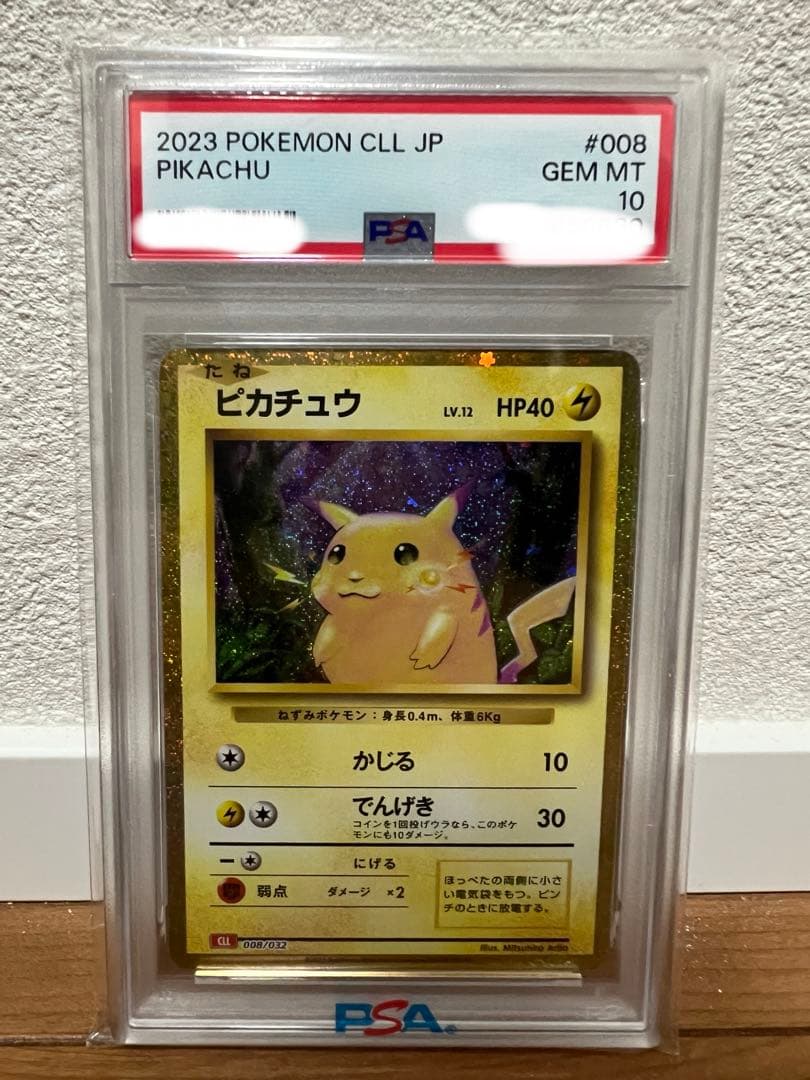 2023 POKEMON CLL JP #008
PIKACHU GEM MT
10
PSA
たね
ピカチュウ LV.12 HP40
ねずみポケモン：身長0.4m、体重6Kg
かじる 10
でんげき 30
コインを1回投げウラなら、このポケ
モンにも10ダメージ。
にげる
弱点 ダメージ ×2
ほっぺたの両側に小さ
い電気袋をもつ。ピン
チのときに放電する。
CLL 008/032
Illus. Mitsuhiro Arita
PSA